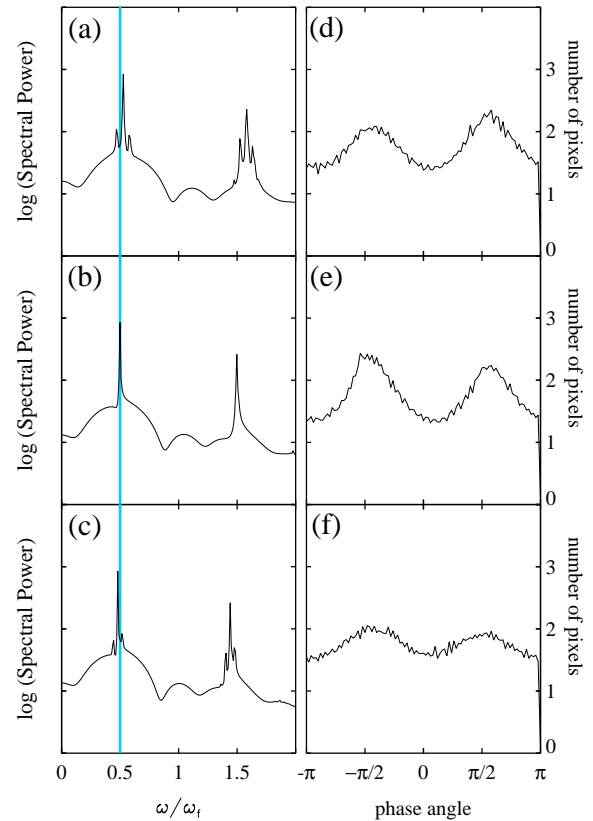 (a)
log (Spectral Power)
(d)
3
2
1
0
number of pixels
(b)
log (Spectral Power)
(e)
3
2
1
0
number of pixels
(c)
log (Spectral Power)
(f)
3
2
1
0
number of pixels
0 0.5 1 1.5
ω/ω_f
-π −π/2 0 π/2 π
phase angle